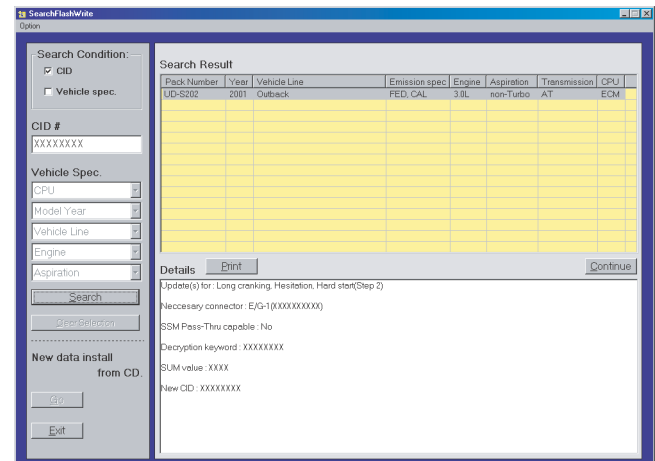 SearchFlashWrite
Option
Search Condition:
CID
Vehicle spec.
CID #
XXXXXXXX
Vehicle Spec.
CPU
Model Year
Vehicle Line
Engine
Aspiration
Search
Clear Selection
New data install
from CD.
Go
Exit
Search Result
Pack Number Year Vehicle Line Emission spec Engine Aspiration Transmission CPU
UD-S202 2001 Outback FED, CAL 3.0L non-Turbo AT ECM
Details Print Continue
Update(s) for : Long cranking, Hesitation, Hard start(Step 2)
Neccesary connector : E/G-1(XXXXXXXXXX)
SSM Pass-Thru capable : No
Decryption keyword : XXXXXXXX
SUM value : XXXX
New CID : XXXXXXXX